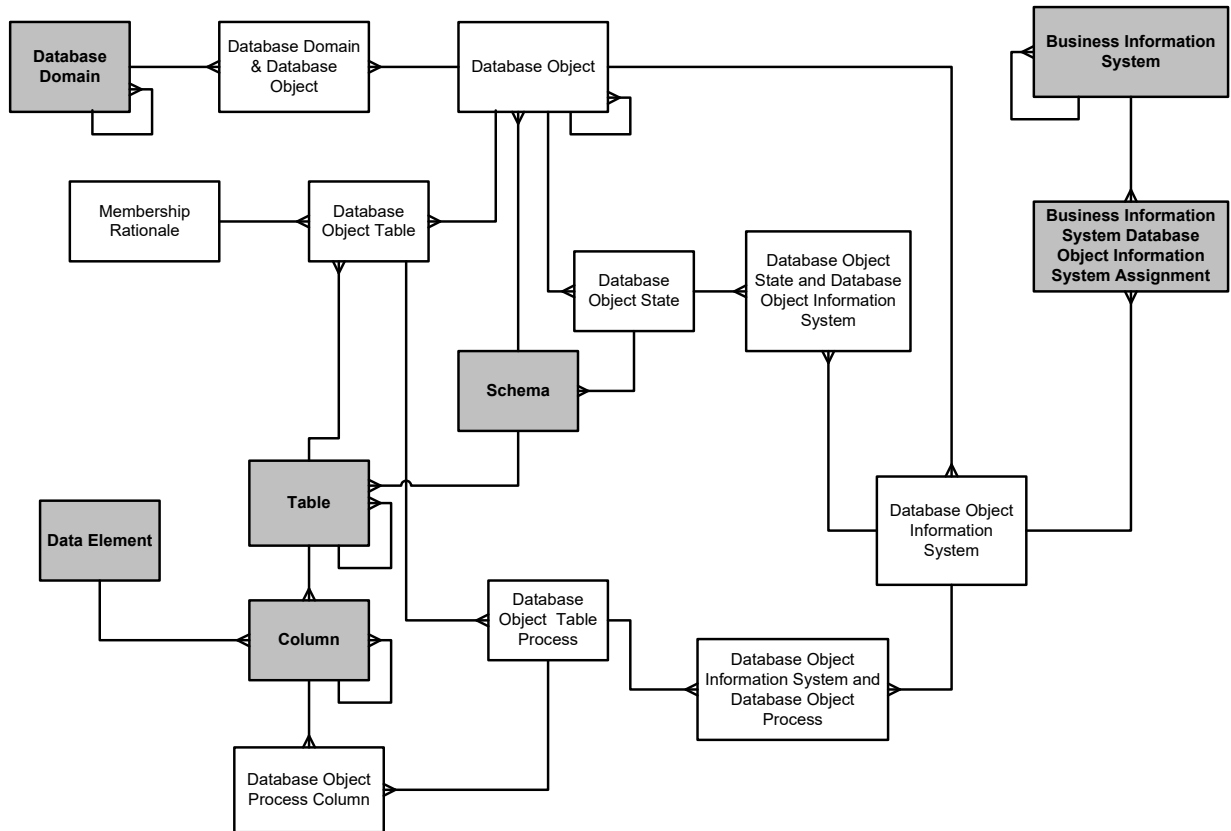 Database
Domain
Database Domain
& Database
Object
Database Object
Business Information
System
Membership
Rationale
Database
Object Table
Database
Object State
Database Object
State and Database
Object Information
System
Business Information
System Database
Object Information
System Assignment
Schema
Table
Data Element
Database Object
Information
System
Column
Database
Object Table
Process
Database Object
Information System and
Database Object
Process
Database Object
Process Column